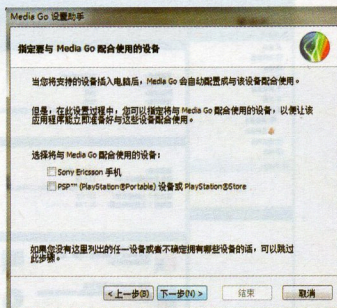 Media Go 设置助手
指定要与 Media Go 配合使用的设备
当您将支持的设备插入电脑后，Media Go 会自动配置成与该设备配合使用。
但是，在此设置过程中，您可以指定将与 Media Go 配合使用的设备，以便让该
应用程序能立即准备好与这些设备配合使用。
选择将与 Media Go 配合使用的设备：
Sony Ericsson 手机
PSP™ (PlayStation®Portable) 设备或 PlayStation®Store
如果您没有这里列出的任一设备或者不确定拥有哪些设备的话，可以跳过
此步骤。
< 上一步(B) 下一步(N) > 结束 取消